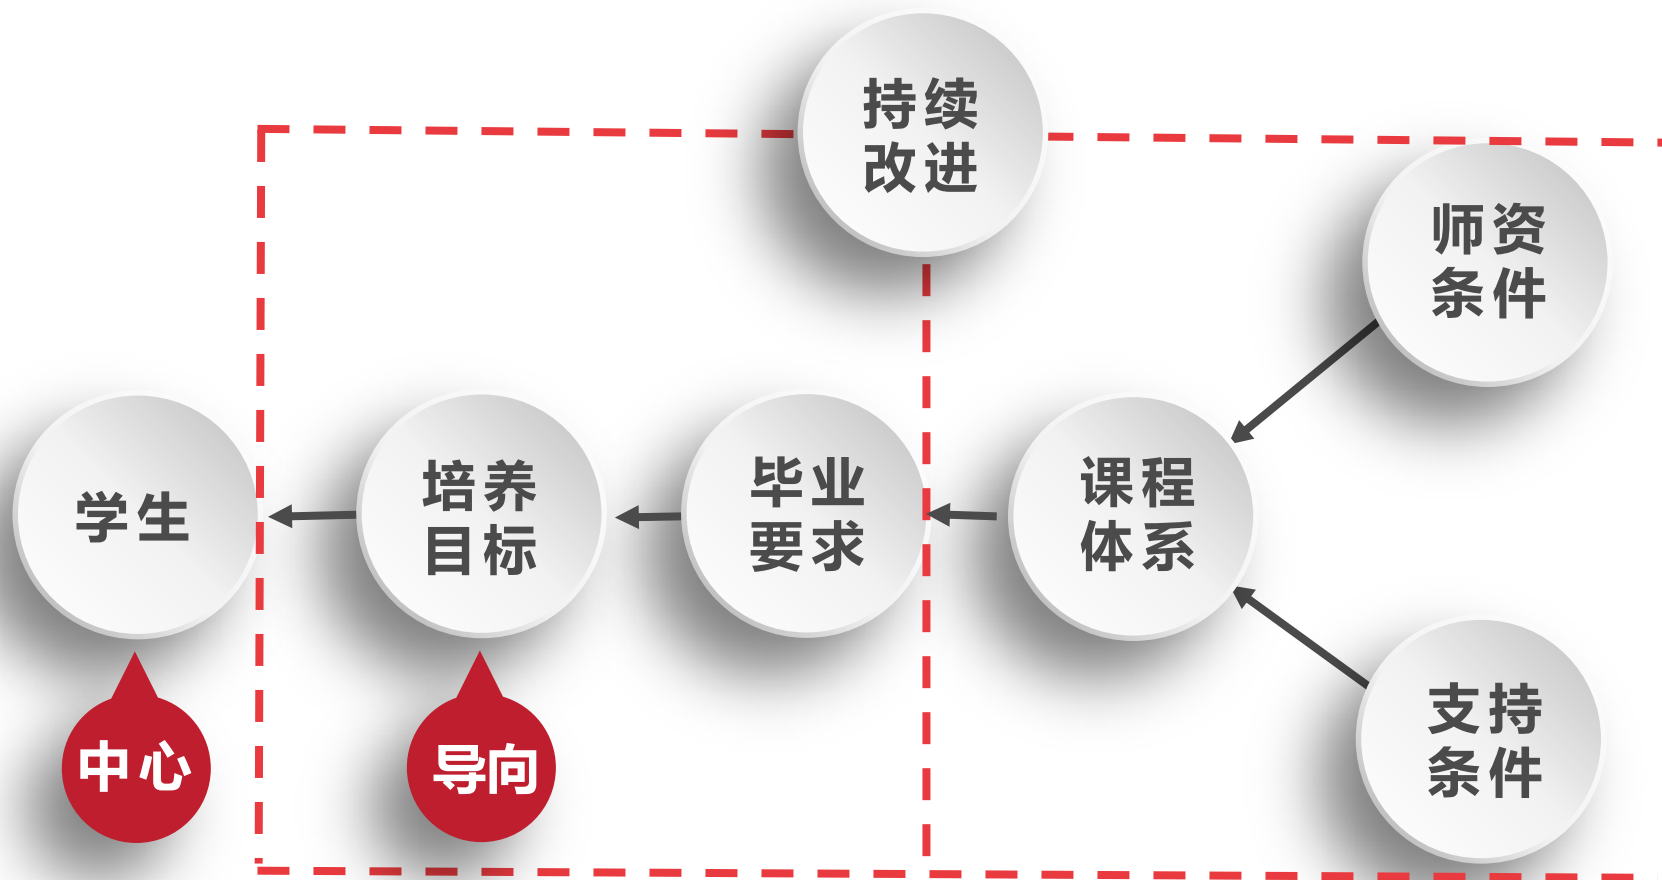 持续
改进
师资
条件
学生
培养
目标
毕业
要求
课程
体系
支持
条件
中心
导向